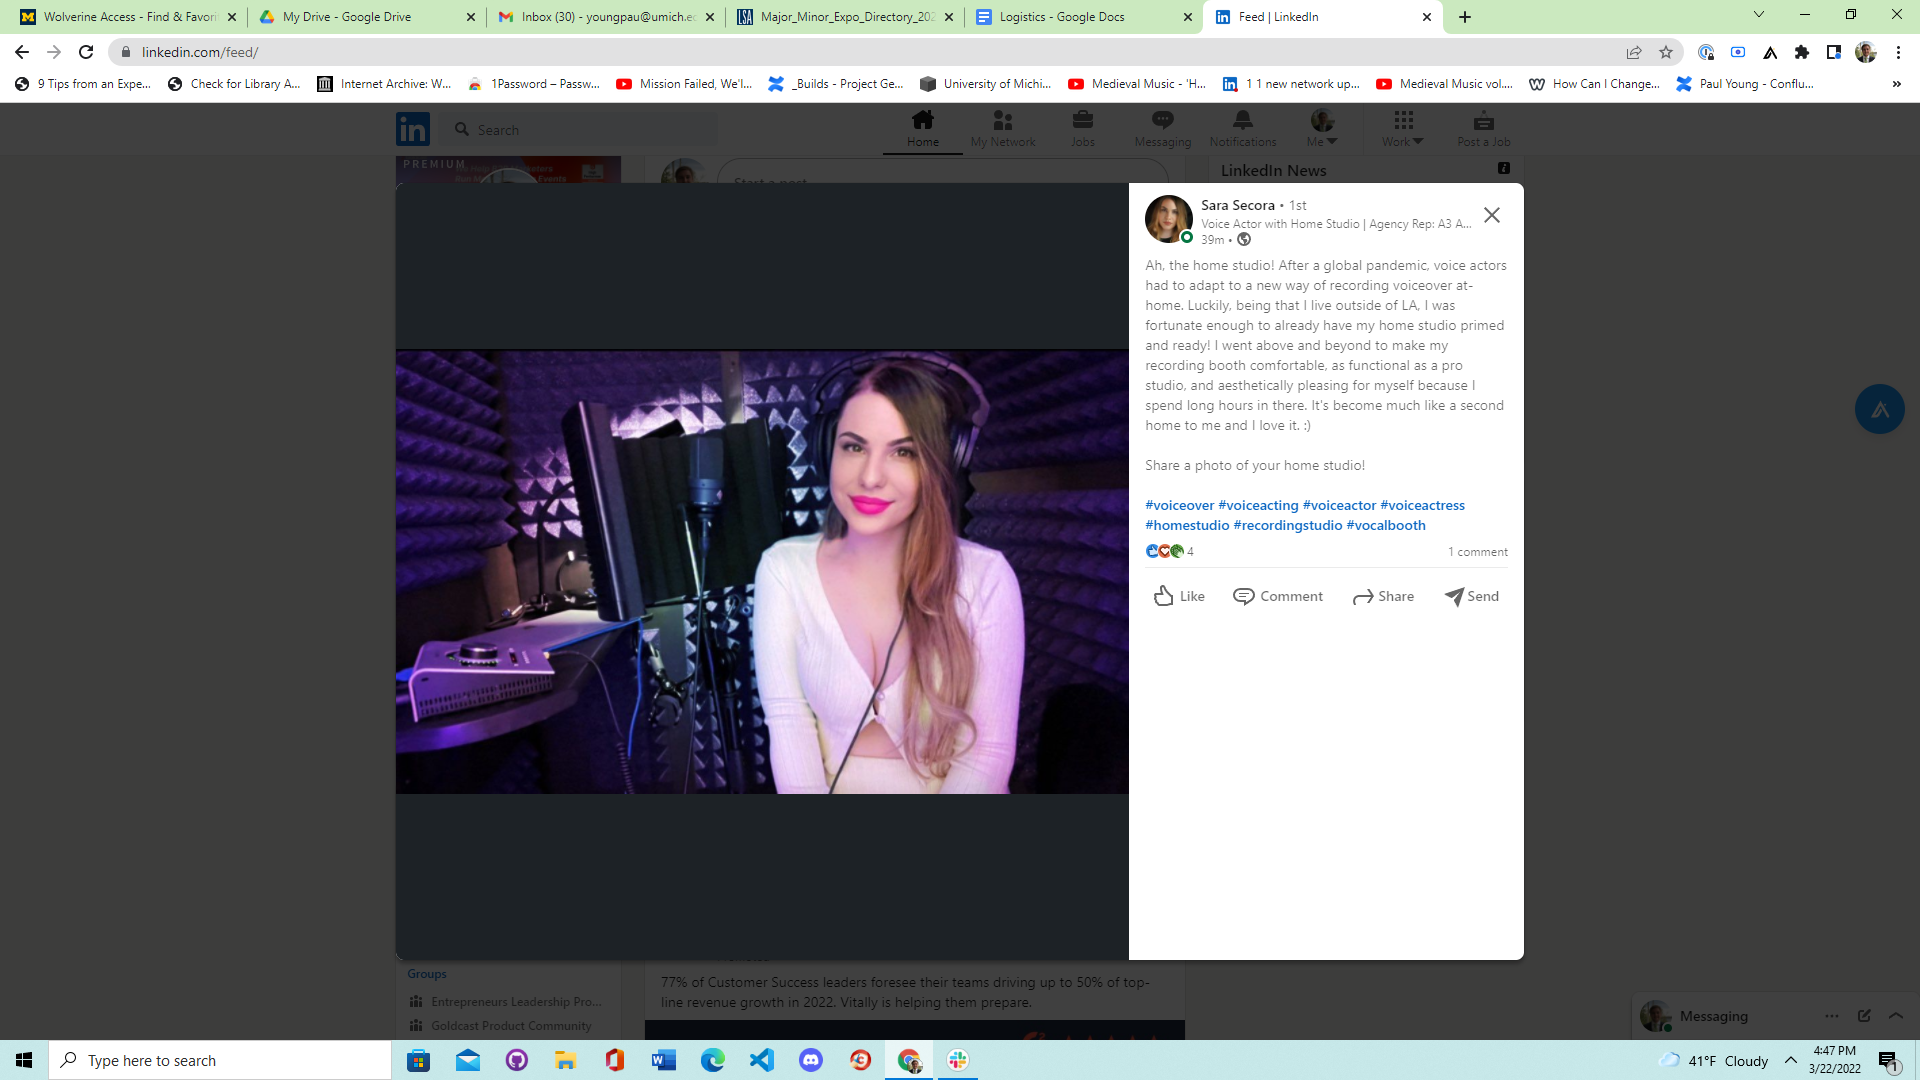 Wolverine Access - Find & Favori
My Drive - Google Drive
Inbox (30) - youngpau@umich.ed
Major_Minor_Expo_Directory_202
Logistics - Google Docs
Feed | LinkedIn
linkedin.com/feed/
9 Tips from an Expe...
Check for Library A...
Internet Archive: W...
1Password – Passw...
Mission Failed, We'l...
_Builds - Project Ge...
University of Michi...
Medieval Music - 'H...
1 1 new network up...
Medieval Music vol....
How Can I Change...
Paul Young - Conflu...
»
in
Search
Home
My Network
Jobs
Messaging
Notifications
Me
Work
Post a Job
PREMIUM
Start a post
LinkedIn News
Sara Secora • 1st
Voice Actor with Home Studio | Agency Rep: A3 A...
39m •
Ah, the home studio! After a global pandemic, voice actors
had to adapt to a new way of recording voiceover at-
home. Luckily, being that I live outside of LA, I was
fortunate enough to already have my home studio primed
and ready! I went above and beyond to make my
recording booth comfortable, as functional as a pro
studio, and aesthetically pleasing for myself because I
spend long hours in there. It's become much like a second
home to me and I love it. :)
Share a photo of your home studio!
#voiceover #voiceacting #voiceactor #voiceactress
#homestudio #recordingstudio #vocalbooth
4
1 comment
Like
Comment
Share
Send
Groups
Entrepreneurs Leadership Pro...
Goldcast Product Community
77% of Customer Success leaders foresee their teams driving up to 50% of top-
line revenue growth in 2022. Vitally is helping them prepare.
Messaging
Type here to search
41°F Cloudy
4:47 PM
3/22/2022
1